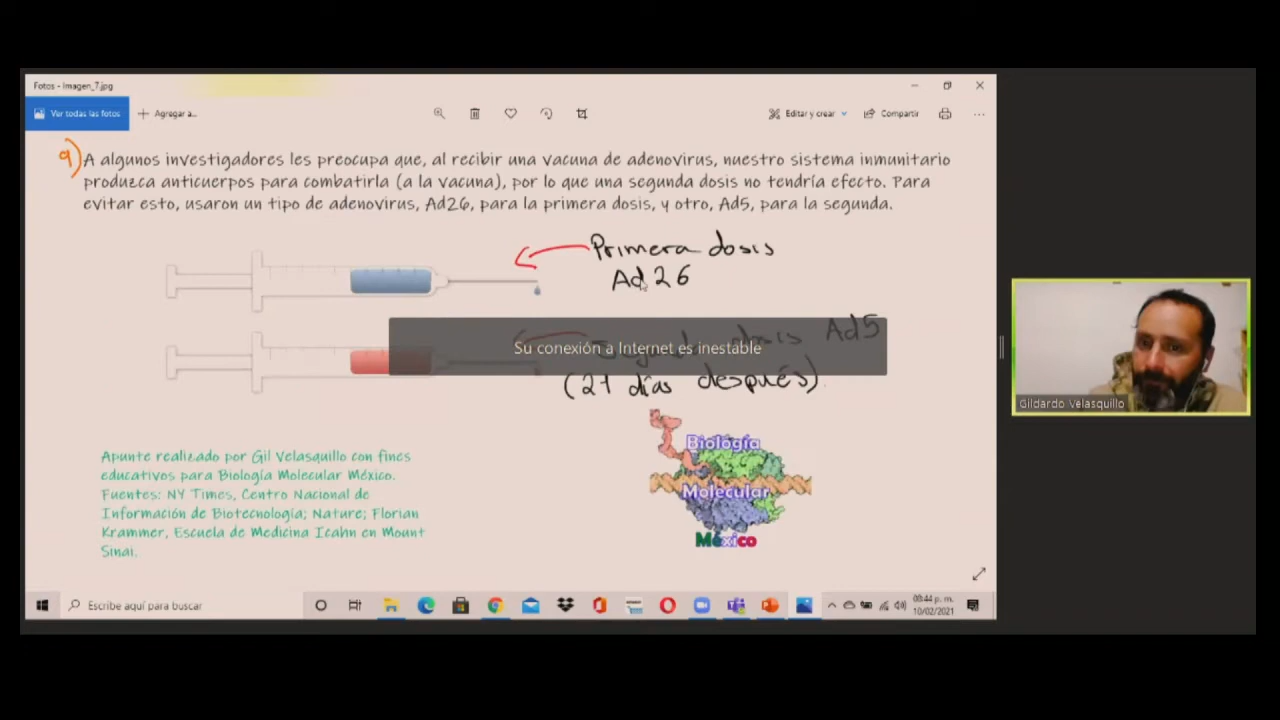 Fotos - Imagen_7.jpg
Ver todas las fotos
Agregar a...
Editar y crear
Compartir
9)
A algunos investigadores les preocupa que, al recibir una vacuna de adenovirus, nuestro sistema inmunitario
produzca anticuerpos para combatirla (a la vacuna), por lo que una segunda dosis no tendría efecto. Para
evitar esto, usaron un tipo de adenovirus, Ad26, para la primera dosis, y otro, Ad5, para la segunda.
Primera dosis
Ad26
Segunda dosis Ad5
Su conexión a Internet es inestable
(21 días después).
Gildardo Velasquillo
Biología
Molecular
México
Apunte realizado por Gil Velasquillo con fines
educativos para Biología Molecular México.
Fuentes: NY Times, Centro Nacional de
Información de Biotecnología; Nature; Florian
Krammer, Escuela de Medicina Icahn en Mount
Sinai.
Escribe aquí para buscar
08:44 p. m.
10/02/2021